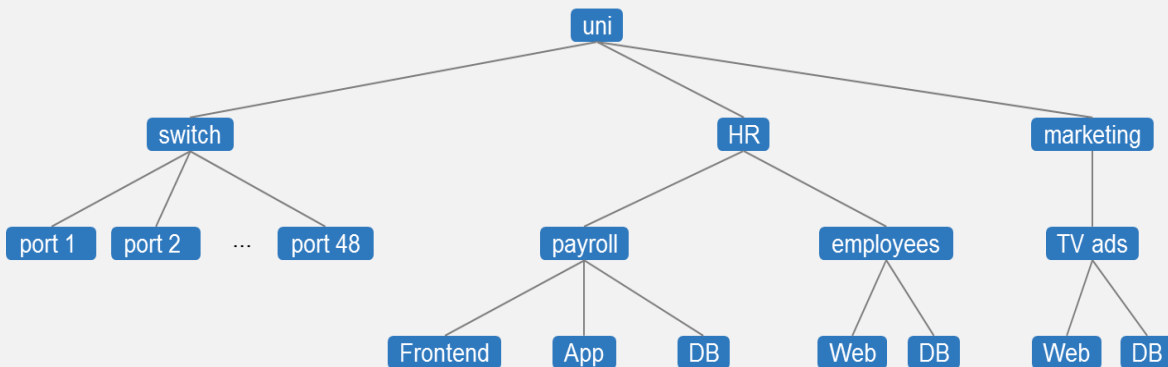 uni
switch
HR
marketing
port 1
port 2
...
port 48
payroll
employees
TV ads
Frontend
App
DB
Web
DB
Web
DB